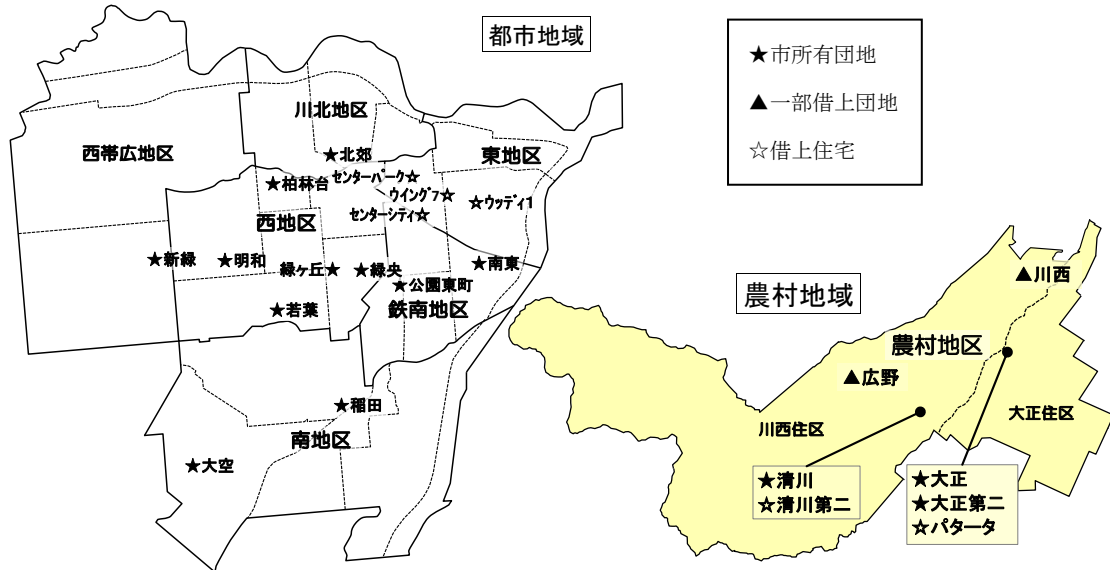 都市地域
★市所有団地
▲一部借上団地
☆借上住宅
川北地区
西帯広地区
★北郊
東地区
センターパーク☆
★柏林台
ウイング7☆
★ウッディ1
センターシティ☆
西地区
★新緑
★明和
緑ヶ丘★
★緑央
★南東
★公園東町
★若葉
鉄南地区
★稲田
南地区
★大空
農村地域
▲川西
農村地区
▲広野
大正住区
川西住区
★清川
☆清川第二
★大正
★大正第二
☆パタータ